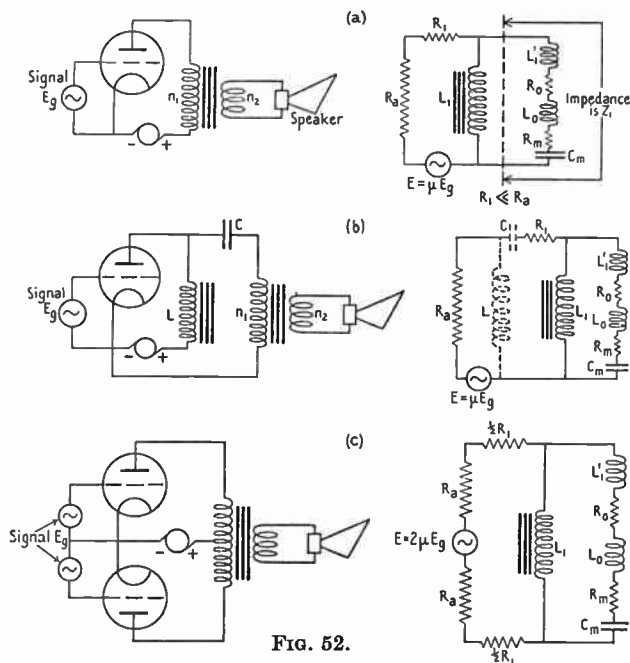 (a)
Signal
Eg
n₁
n₂
Speaker
- +
R₁
Ra
L₁
E=μEg
L₁'
R₀
L₀
Rm
Cm
Impedance
is Z₁
R₁ ≪ Ra
(b)
Signal
Eg
C
L
n₁
n₂
- +
C
R₁
Ra
L
L₁
E=μEg
L₁'
R₀
L₀
Rm
Cm
(c)
Signal Eg
- +
½R₁
Ra
E=2μEg
Ra
½R₁
L₁
L₁'
R₀
L₀
Rm
Cm
FIG. 52.